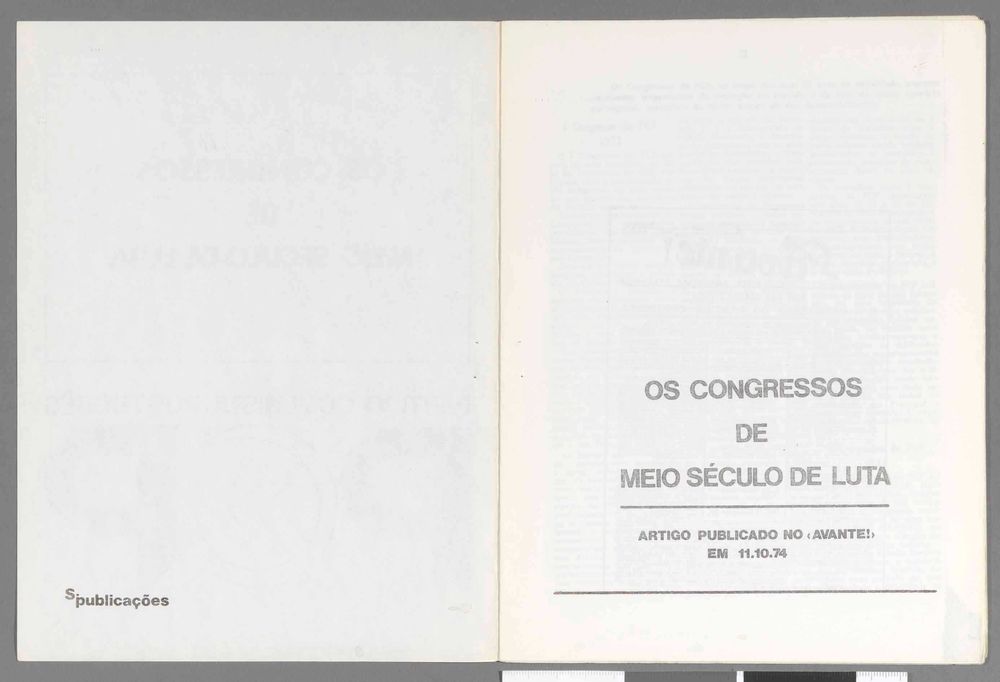 Spublicações
OS CONGRESSOS
DE
MEIO SÉCULO DE LUTA
ARTIGO PUBLICADO NO ‹AVANTE!›
EM 11.10.74